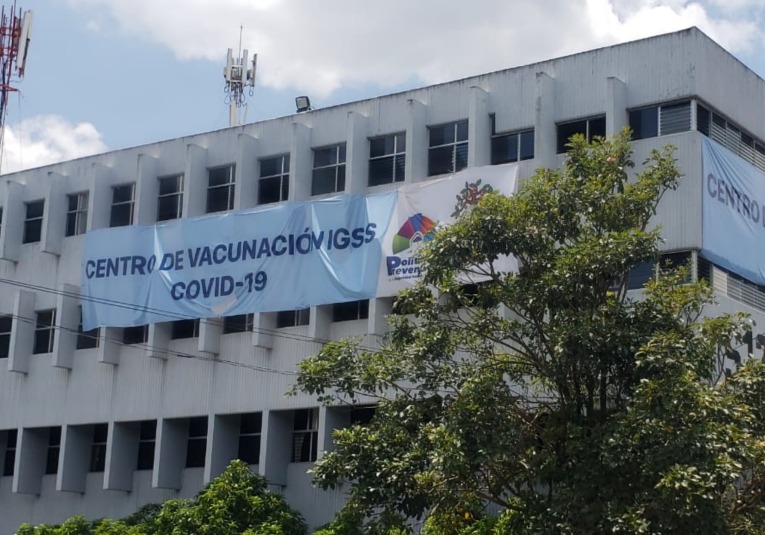 CENTRO DE VACUNACIÓN IGSS
COVID-19
CENTRO